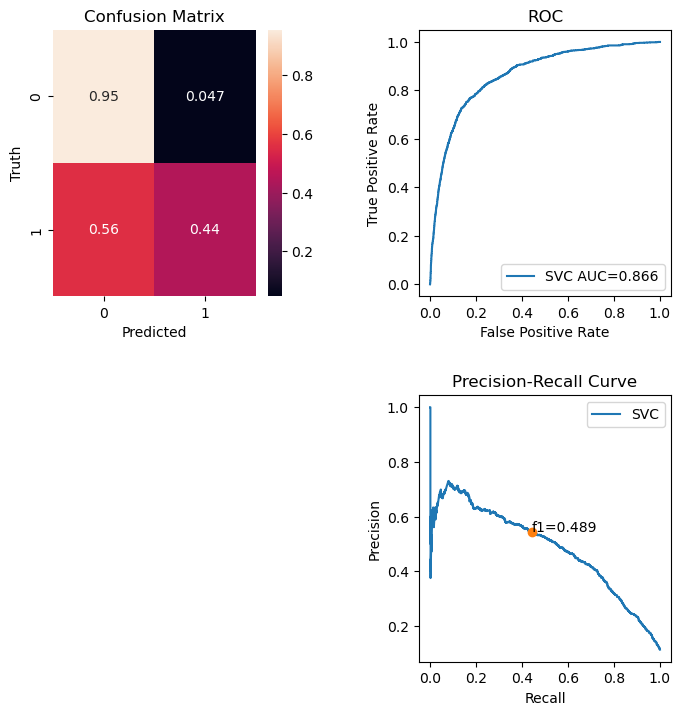 Confusion Matrix
0.95 0.047
0.56 0.44
0
1
Truth
0 1
Predicted
0.8
0.6
0.4
0.2
ROC
1.0
0.8
0.6
0.4
0.2
0.0
True Positive Rate
SVC AUC=0.866
0.0 0.2 0.4 0.6 0.8 1.0
False Positive Rate
Precision-Recall Curve
SVC
1.0
0.8
0.6
0.4
0.2
Precision
f1=0.489
0.0 0.2 0.4 0.6 0.8 1.0
Recall